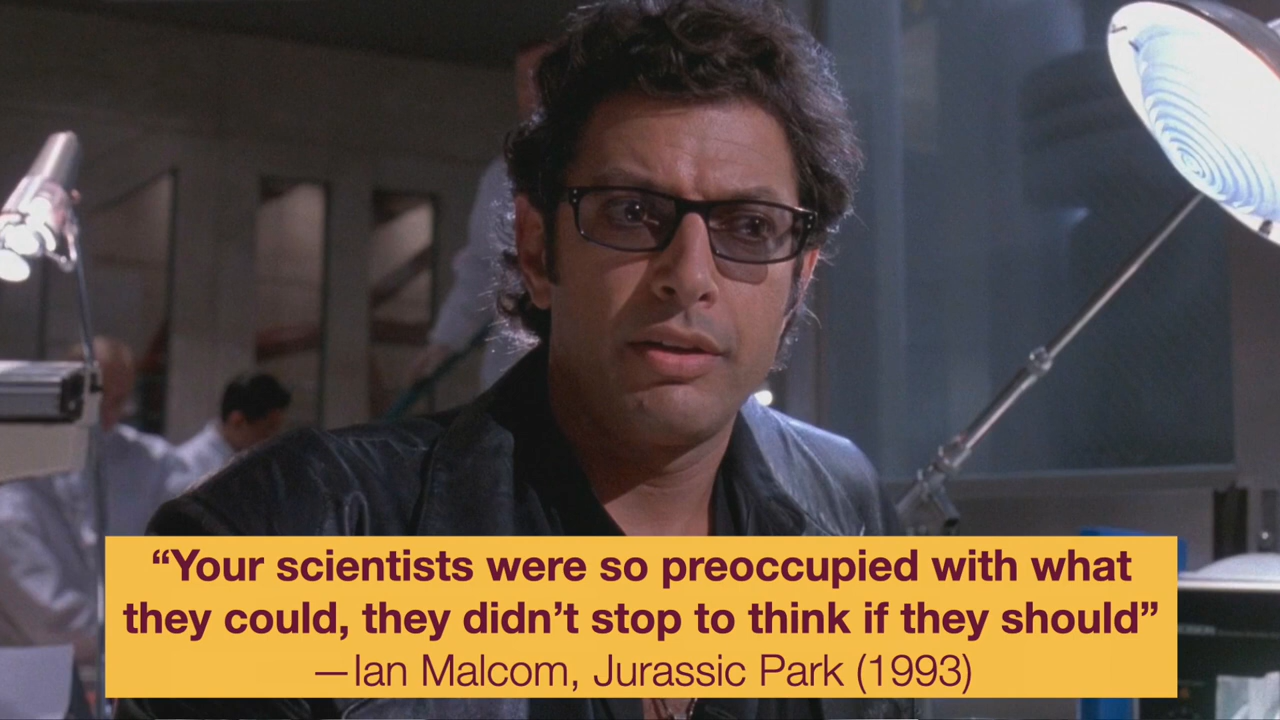 “Your scientists were so preoccupied with what
they could, they didn’t stop to think if they should”
—Ian Malcom, Jurassic Park (1993)